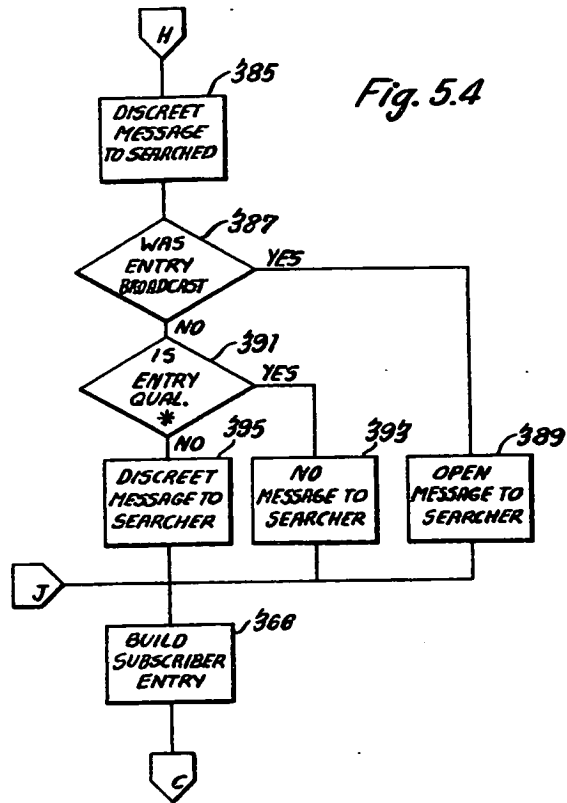 H
385
Fig. 5.4
DISCREET
MESSAGE
TO SEARCHED
387
WAS
ENTRY
BROADCAST
YES
NO
391
IS
ENTRY
QUAL.
*
YES
NO
395
393
389
DISCREET
MESSAGE TO
SEARCHER
NO
MESSAGE TO
SEARCHER
OPEN
MESSAGE TO
SEARCHER
J
368
BUILD
SUBSCRIBER
ENTRY
C